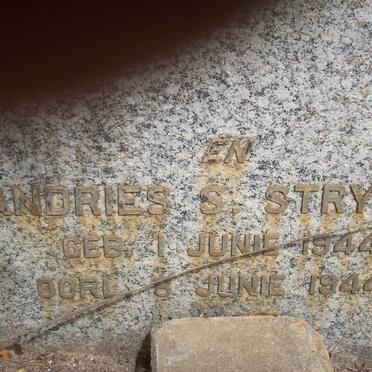 EN
ANDRIES S. STRY
GEB. 1 JUNIE 1944
OORL. 8 JUNIE 1944